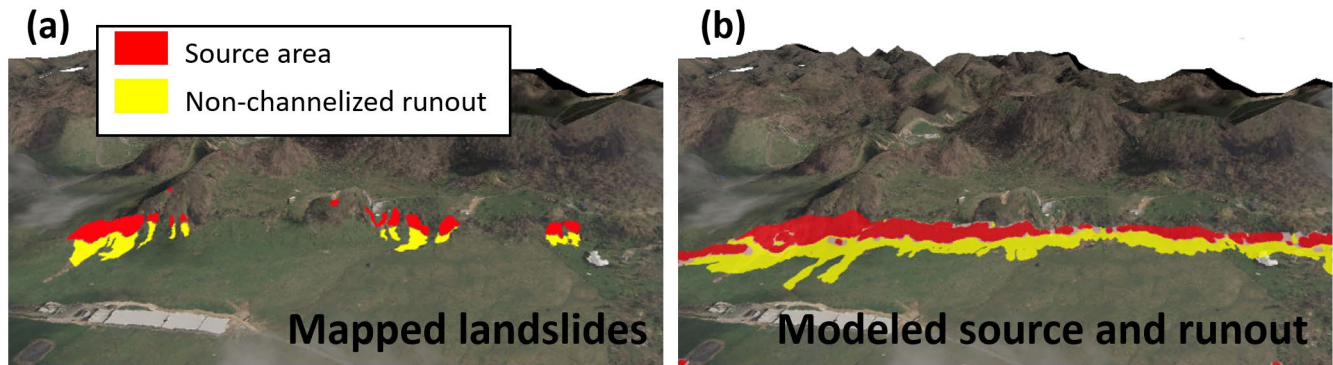 (a)
Source area
Non-channelized runout
Mapped landslides
(b)
Modeled source and runout